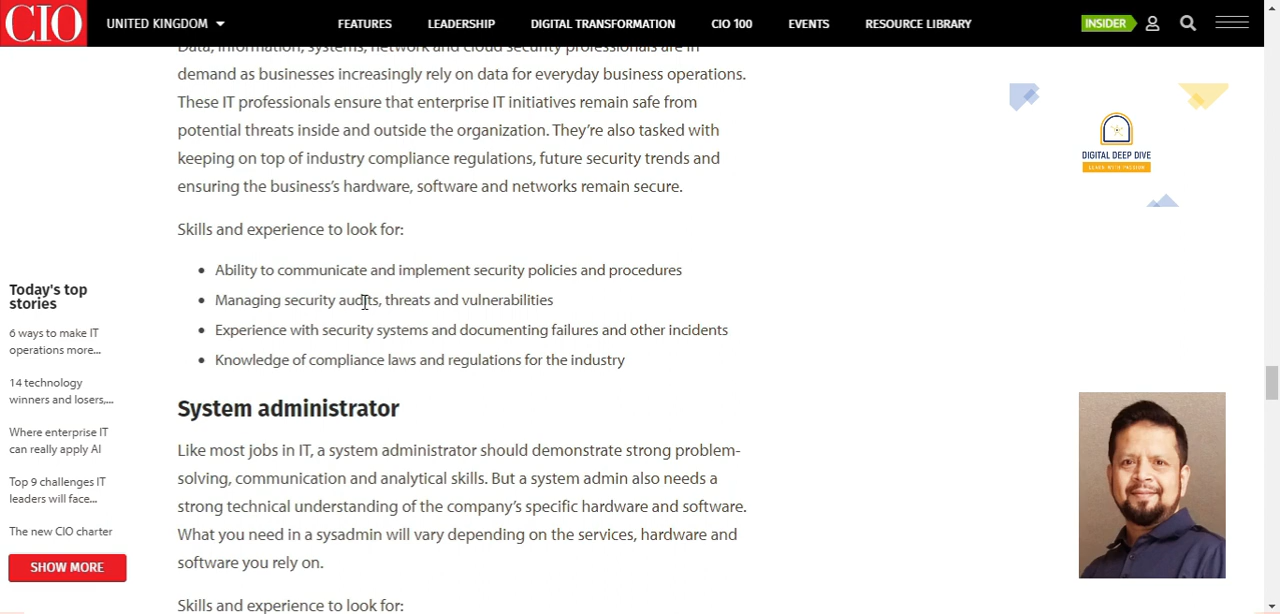 CIO
UNITED KINGDOM
FEATURES
LEADERSHIP
DIGITAL TRANSFORMATION
CIO 100
EVENTS
RESOURCE LIBRARY
INSIDER
Data, information, systems, network and cloud security professionals are in
demand as businesses increasingly rely on data for everyday business operations.
These IT professionals ensure that enterprise IT initiatives remain safe from
potential threats inside and outside the organization. They’re also tasked with
keeping on top of industry compliance regulations, future security trends and
ensuring the business’s hardware, software and networks remain secure.
Skills and experience to look for:
• Ability to communicate and implement security policies and procedures
• Managing security audits, threats and vulnerabilities
• Experience with security systems and documenting failures and other incidents
• Knowledge of compliance laws and regulations for the industry
System administrator
Like most jobs in IT, a system administrator should demonstrate strong problem-
solving, communication and analytical skills. But a system admin also needs a
strong technical understanding of the company’s specific hardware and software.
What you need in a sysadmin will vary depending on the services, hardware and
software you rely on.
Skills and experience to look for:
Today's top
stories
6 ways to make IT
operations more...
14 technology
winners and losers,...
Where enterprise IT
can really apply AI
Top 9 challenges IT
leaders will face...
The new CIO charter
SHOW MORE
DIGITAL DEEP DIVE
LEARN WITH PASSION